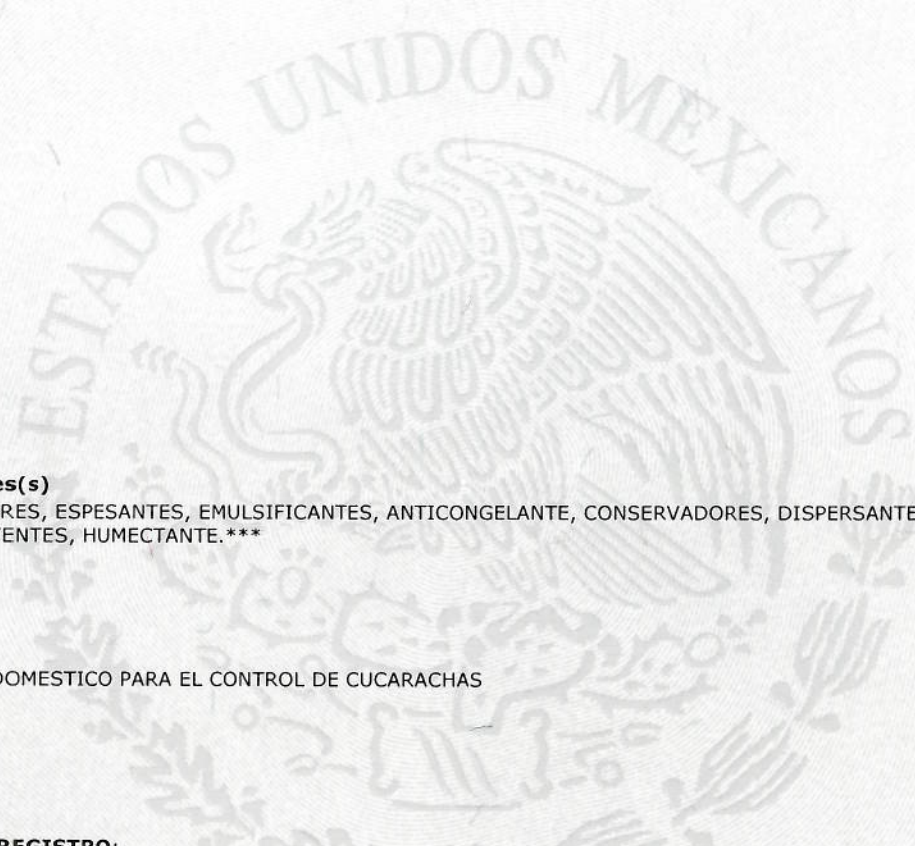 ESTADOS UNIDOS MEXICANOS
es(s)
RES, ESPESANTES, EMULSIFICANTES, ANTICONGELANTE, CONSERVADORES, DISPERSANTE
ENTES, HUMECTANTE.***
DOMESTICO PARA EL CONTROL DE CUCARACHAS
REGISTRO: